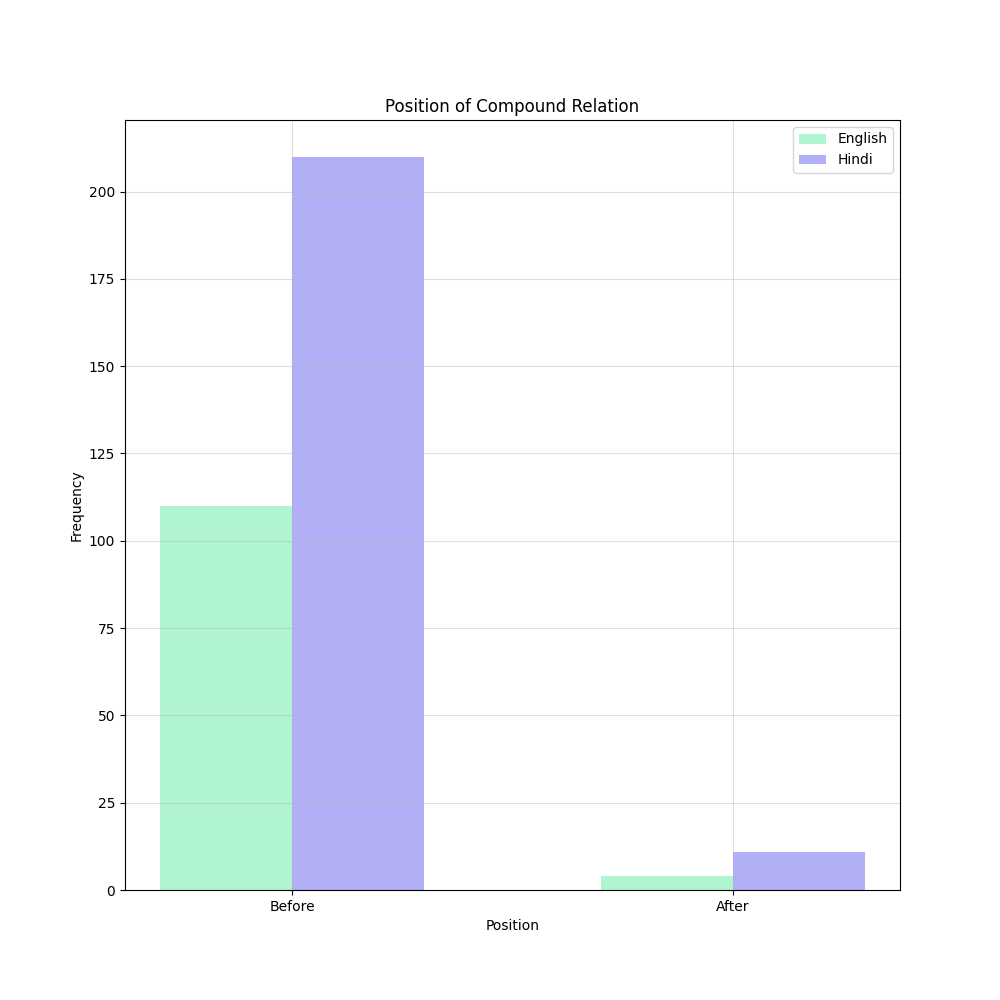 Position of Compound Relation
English
Hindi
200
175
150
125
100
75
50
25
0
Frequency
Before
After
Position